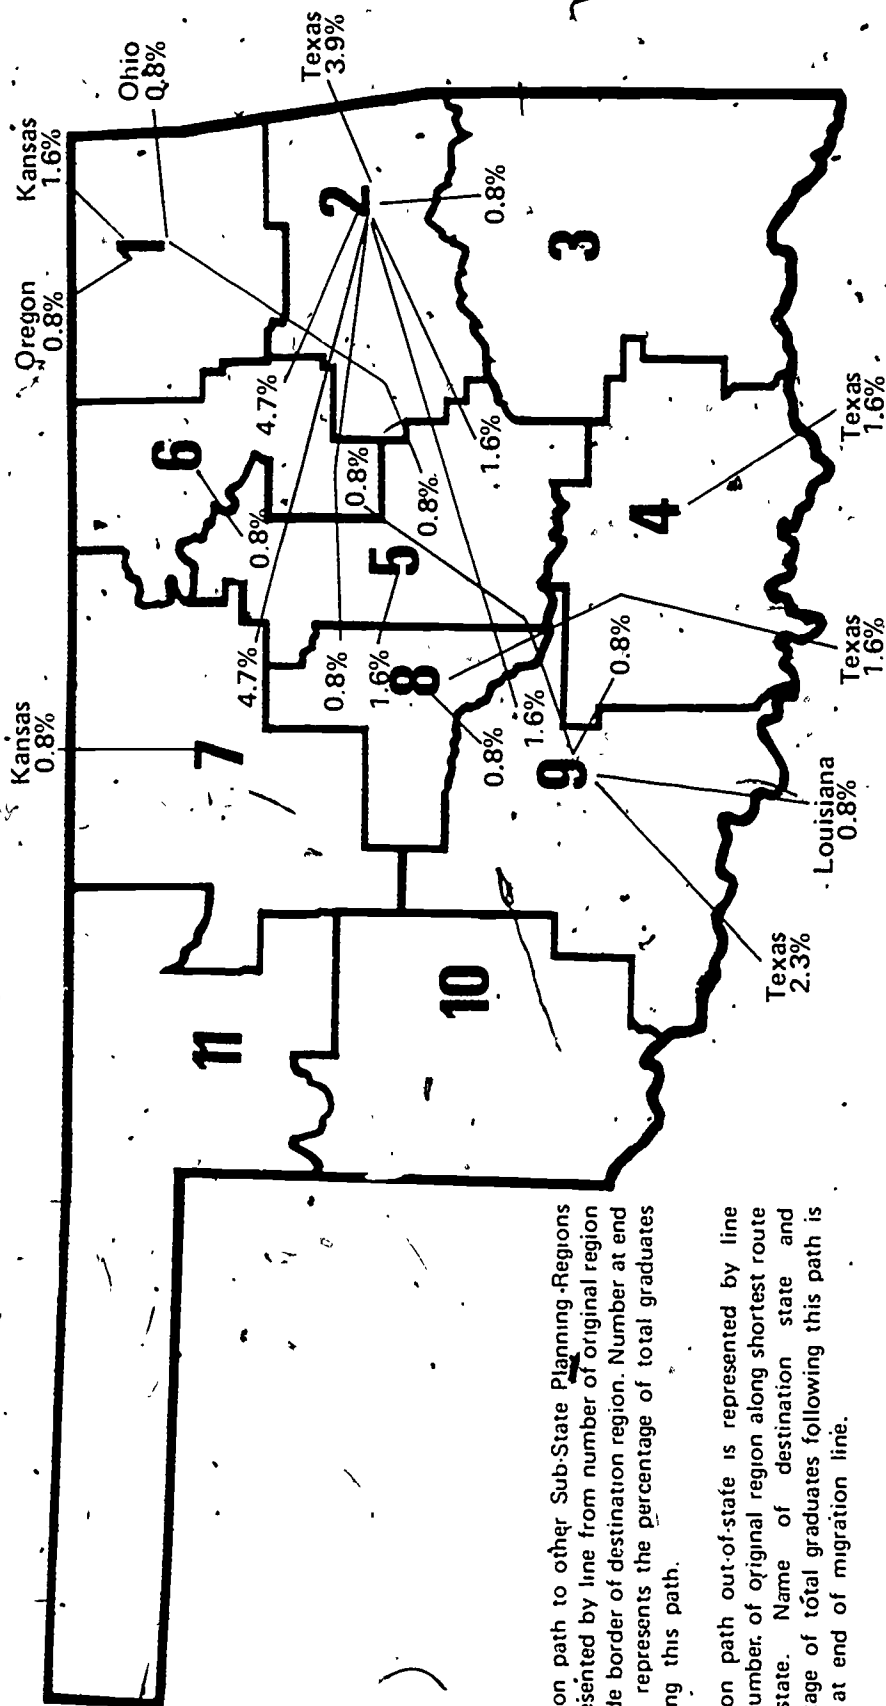 Kansas
1.6%
Ohio
0.8%
Texas
3.9%
Oregon
0.8%
1
2
0.8%
3
6
4.7%
0.8%
0.8%
1.6%
0.8%
5
4
Texas
1.6%
Kansas
0.8%
7
4.7%
0.8%
1.6%
8
0.8%
1.6%
9
0.8%
Texas
1.6%
Louisiana
0.8%
Texas
2.3%
11
10
on path to other Sub-State Planning Regions
sented by line from number of original region
de border of destination region. Number at end
represents the percentage of total graduates
ng this path.
on path out-of-state is represented by line
umber of original region along shortest route
state. Name of destination state and
age of total graduates following this path is
at end of migration line.